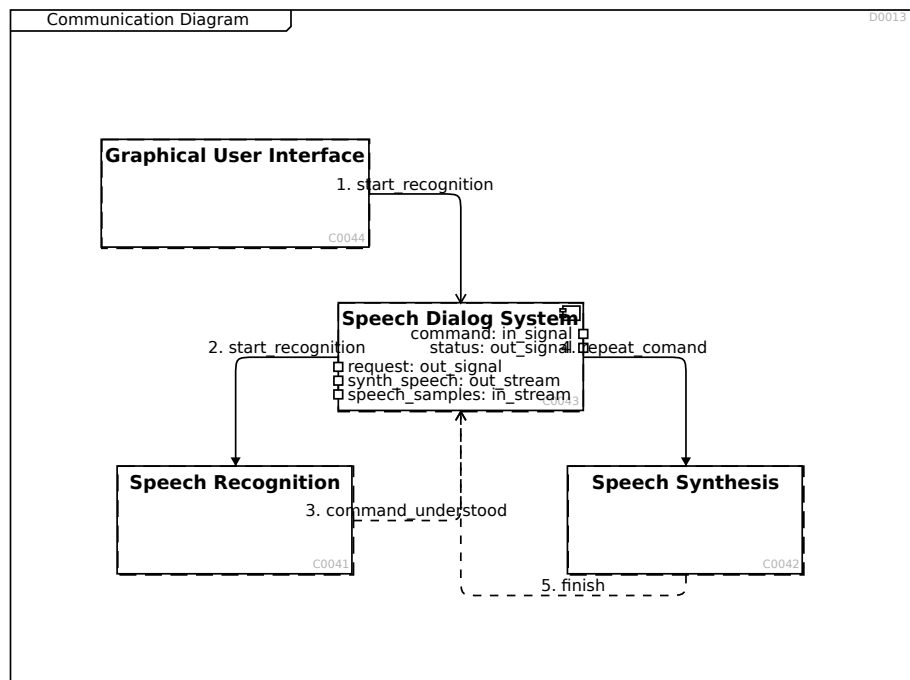 Communication Diagram
D0013
Graphical User Interface
1. start_recognition
C0044
Speech Dialog System
command: in_signal
2. start_recognition
status: out_signal
4. repeat_comand
request: out_signal
synth_speech: out_stream
speech_samples: in_stream
C0043
Speech Recognition
Speech Synthesis
3. command_understood
C0041
C0042
5. finish